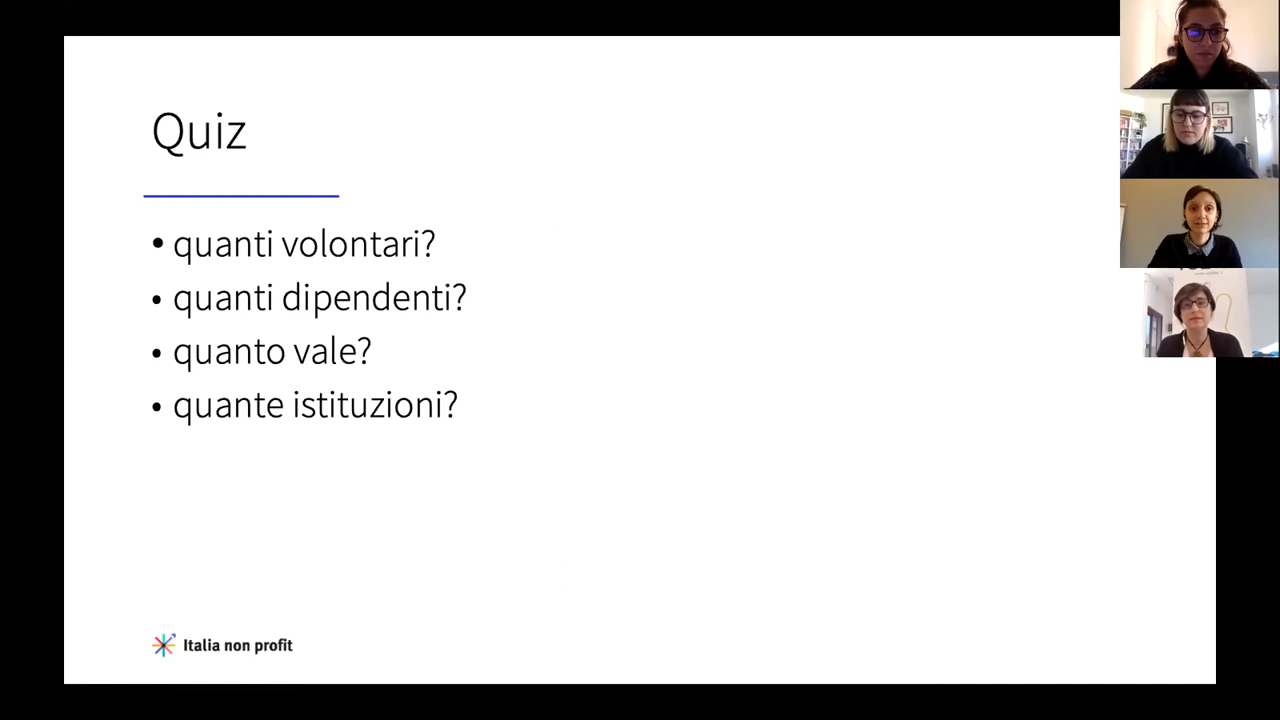 Quiz
• quanti volontari?
• quanti dipendenti?
• quanto vale?
• quante istituzioni?
Italia non profit